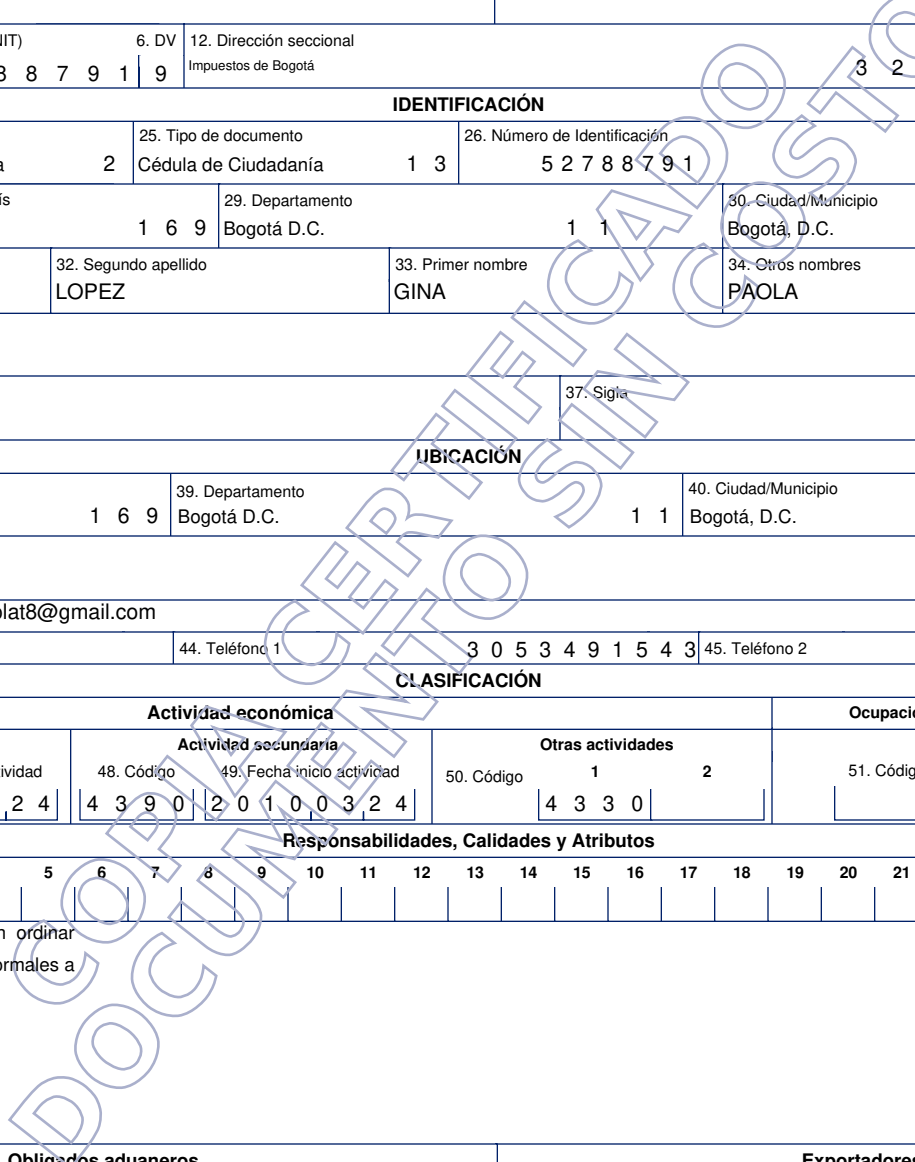 NIT) 6. DV 12. Dirección seccional
8 8 7 9 1 9 Impuestos de Bogotá 3 2
IDENTIFICACIÓN
25. Tipo de documento 26. Número de Identificación
a 2 Cédula de Ciudadanía 1 3 5 2 7 8 8 7 9 1
ís 29. Departamento 30. Ciudad/Municipio
1 6 9 Bogotá D.C. 1 1 Bogotá, D.C.
32. Segundo apellido 33. Primer nombre 34. Otros nombres
LOPEZ GINA PAOLA
37. Sigla
UBICACIÓN
39. Departamento 40. Ciudad/Municipio
1 6 9 Bogotá D.C. 1 1 Bogotá, D.C.
lat8@gmail.com
44. Teléfono 1 3 0 5 3 4 9 1 5 4 3 45. Teléfono 2
CLASIFICACIÓN
Actividad económica Ocupació
Actividad secundaria Otras actividades
ividad 48. Código 49. Fecha inicio actividad 50. Código 1 2 51. Códig
2 4 4 3 9 0 2 0 1 0 0 3 2 4 4 3 3 0
Responsabilidades, Calidades y Atributos
5 6 7 8 9 10 11 12 13 14 15 16 17 18 19 20 21
n ordinar
ormales a
Obligados aduaneros Exportadores
COPIA CERTIFICADO
DOCUMENTO SIN COSTO